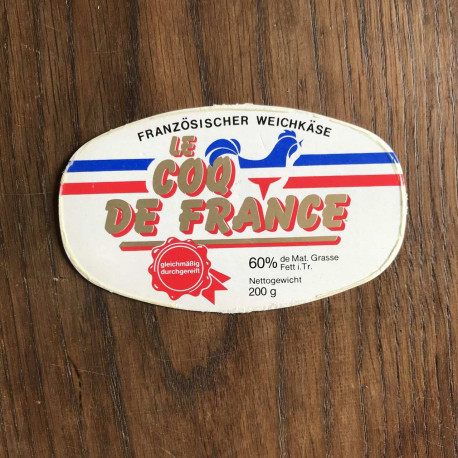 FRANZÖSISCHER WEICHKÄSE
LE
COQ
DE FRANCE
gleichmäßig
durchgereift
60% de Mat. Grasse
Fett i.Tr.
Nettogewicht
200 g